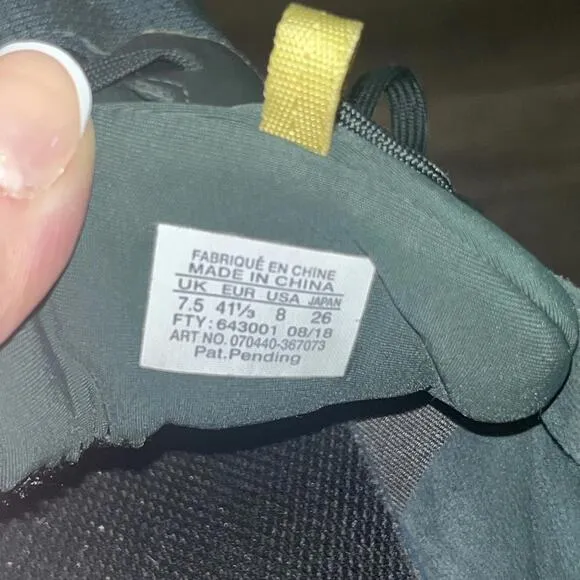 FABRIQUÉ EN CHINE
MADE IN CHINA
UK EUR USA JAPAN
7.5 41⅓ 8 26
FTY: 643001 08/18
ART NO. 070440-367073
Pat.Pending